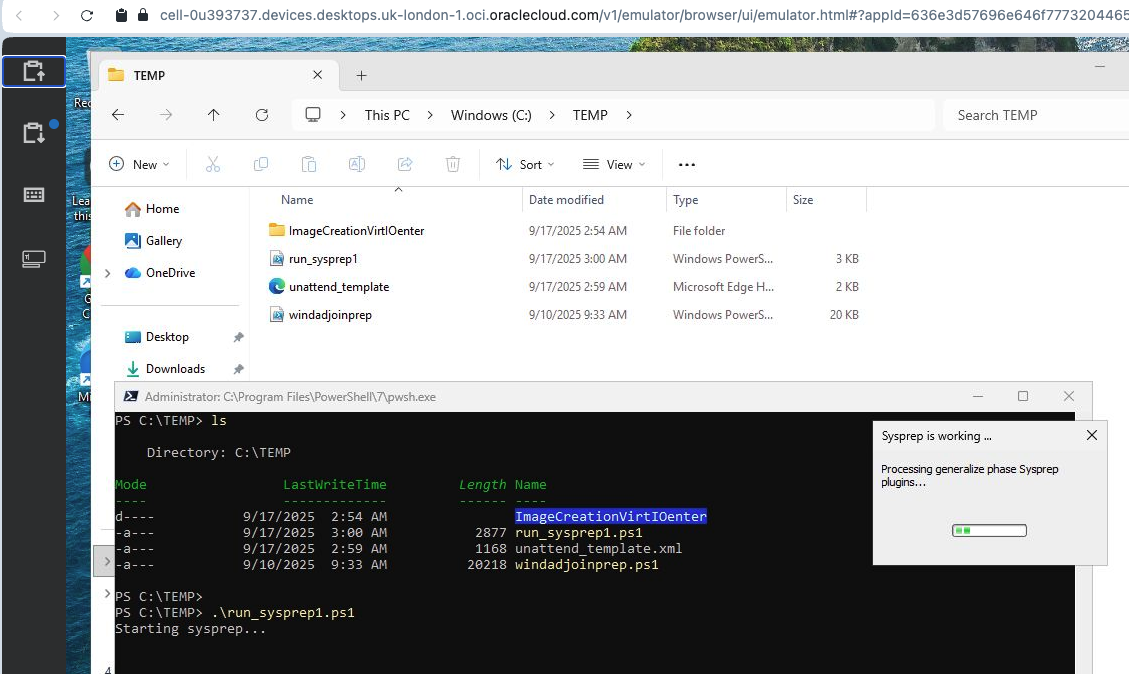 cell-0u393737.devices.desktops.uk-london-1.oci.oraclecloud.com/v1/emulator/browser/ui/emulator.html#?appId=636e3d57696e646f7773204465
TEMP
Rec
This PC > Windows (C:) > TEMP >
Search TEMP
New
Sort
View
Name
Date modified
Type
Size
Lea
this
Home
Gallery
OneDrive
Desktop
Downloads
ImageCreationVirtIOenter 9/17/2025 2:54 AM File folder
run_sysprep1 9/17/2025 3:00 AM Windows PowerS... 3 KB
unattend_template 9/17/2025 2:59 AM Microsoft Edge H... 2 KB
windadjoinprep 9/10/2025 9:33 AM Windows PowerS... 20 KB
G
C
Mi
Administrator: C:\Program Files\PowerShell\7\pwsh.exe
PS C:\TEMP> ls
Directory: C:\TEMP
Mode LastWriteTime Length Name
---- ------------- ------ ----
d---- 9/17/2025 2:54 AM ImageCreationVirtIOenter
-a--- 9/17/2025 3:00 AM 2877 run_sysprep1.ps1
-a--- 9/17/2025 2:59 AM 1168 unattend_template.xml
-a--- 9/10/2025 9:33 AM 20218 windadjoinprep.ps1
PS C:\TEMP>
PS C:\TEMP> .\run_sysprep1.ps1
Starting sysprep...
Sysprep is working ...
Processing generalize phase Sysprep
plugins...
4